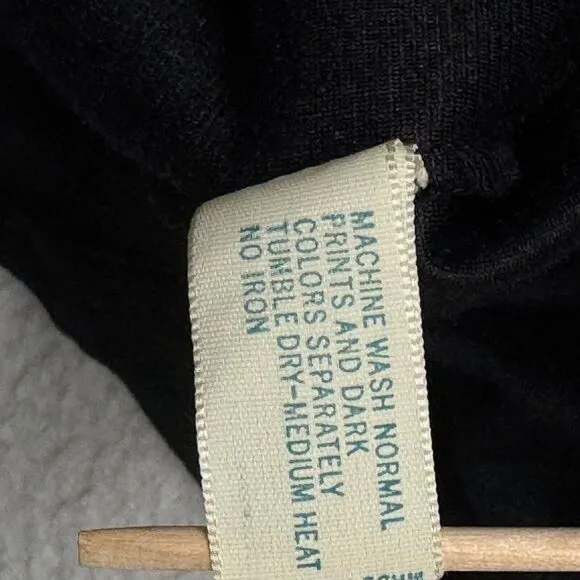 MACHINE WASH NORMAL
PRINTS AND DARK
COLORS SEPARATELY
TUMBLE DRY-MEDIUM HEAT
NO IRON